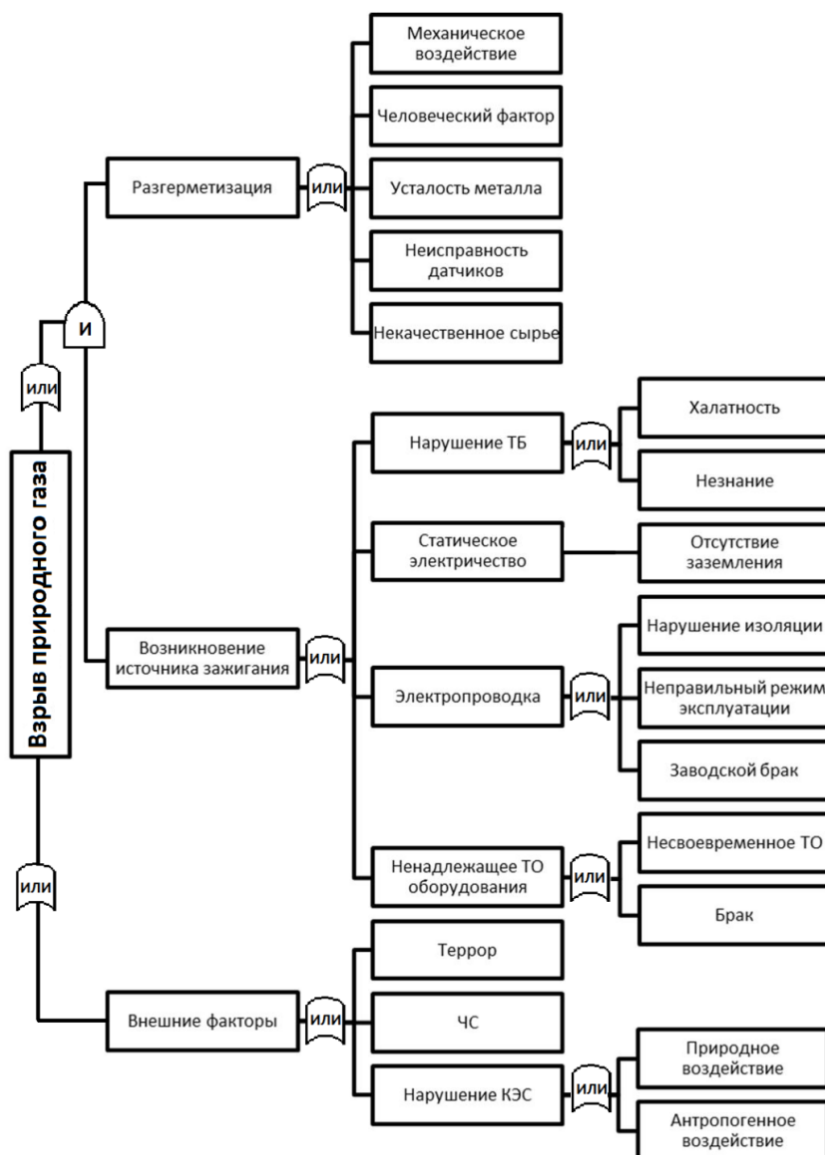 Механическое
воздействие
Человеческий фактор
Разгерметизация
ИЛИ
Усталость металла
Неисправность
датчиков
Некачественное сырье
И
ИЛИ
Взрыв природного газа
Возникновение
источника зажигания
ИЛИ
Нарушение ТБ
ИЛИ
Халатность
Незнание
Статическое
электричество
Отсутствие
заземления
Электропроводка
ИЛИ
Нарушение изоляции
Неправильный режим
эксплуатации
Заводской брак
Ненадлежащее ТО
оборудования
ИЛИ
Несвоевременное ТО
Брак
ИЛИ
Внешние факторы
ИЛИ
Террор
ЧС
Нарушение КЭС
ИЛИ
Природное
воздействие
Антропогенное
воздействие